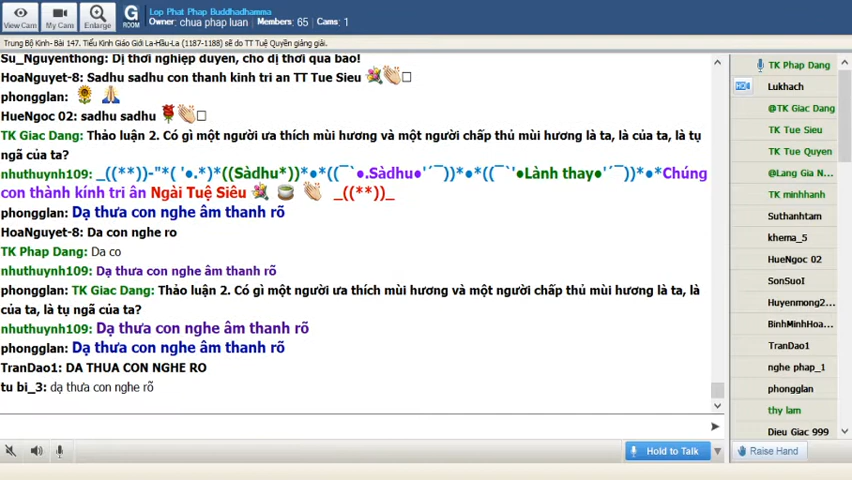 Lop Phat Phap Buddhadhamma
Owner: chua phap luan Members: 65 Cams: 1
View Cam
My Cam
Enlarge
G ROOM
Trung Bộ Kinh- Bài 147. Tiểu Kinh Giáo Giới La-Hầu-La (1187-1188) sẽ do TT Tuệ Quyền giảng giải.
Su_Nguyenthong: Dị thời nghiệp duyên, cho dị thời quả báo!
HoaNguyet-8: Sadhu sadhu con thanh kinh tri an TT Tue Sieu 💐👏□
phongglan: 🌻 🙏
HueNgoc 02: sadhu sadhu 🌹👏□
TK Giac Dang: Thảo luận 2. Có gì một người ưa thích mùi hương và một người chấp thủ mùi hương là ta, là của ta, là tụ
ngã của ta?
nhuthuynh109: _((**))-"*( '●.*)*((Sàdhu*))*●*((¯`●.Sàdhu●'´¯))*●*((¯`'●Lành thay●'´¯))*●*Chúng
con thành kính tri ân Ngài Tuệ Siêu 💐 🍵 👏 _((**))_
phongglan: Dạ thưa con nghe âm thanh rõ
HoaNguyet-8: Da con nghe ro
TK Phap Dang: Da co
nhuthuynh109: Dạ thưa con nghe âm thanh rõ
phongglan: TK Giac Dang: Thảo luận 2. Có gì một người ưa thích mùi hương và một người chấp thủ mùi hương là ta, là
của ta, là tụ ngã của ta?
nhuthuynh109: Dạ thưa con nghe âm thanh rõ
phongglan: Dạ thưa con nghe âm thanh rõ
TranDao1: DA THUA CON NGHE RO
tu bi_3: dạ thưa con nghe rõ
Hold to Talk
Raise Hand
TK Phap Dang
HD
Lukhach
@TK Giac Dang
TK Tue Sieu
TK Tue Quyen
@Lang Gia N...
TK minhhanh
Suthanhtam
khema_5
HueNgoc 02
SonSuoI
Huyenmong2...
BinhMinhHoa...
TranDao1
nghe phap_1
phongglan
thy lam
Dieu Giac 999